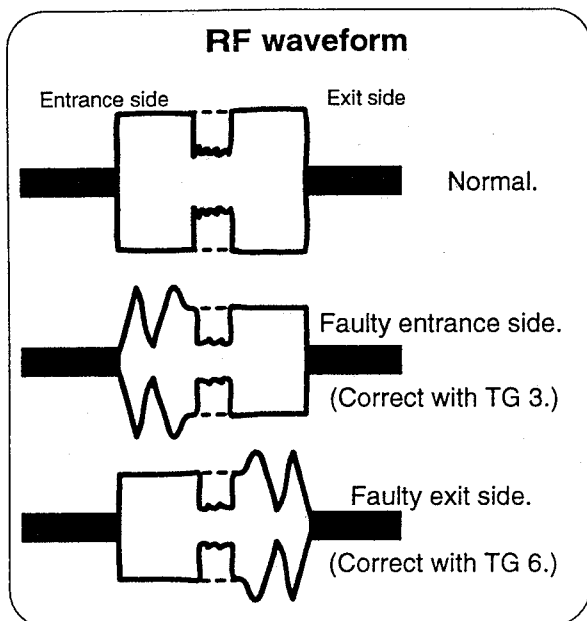 RF waveform
Entrance side
Exit side
Normal.
Faulty entrance side.
(Correct with TG 3.)
Faulty exit side.
(Correct with TG 6.)